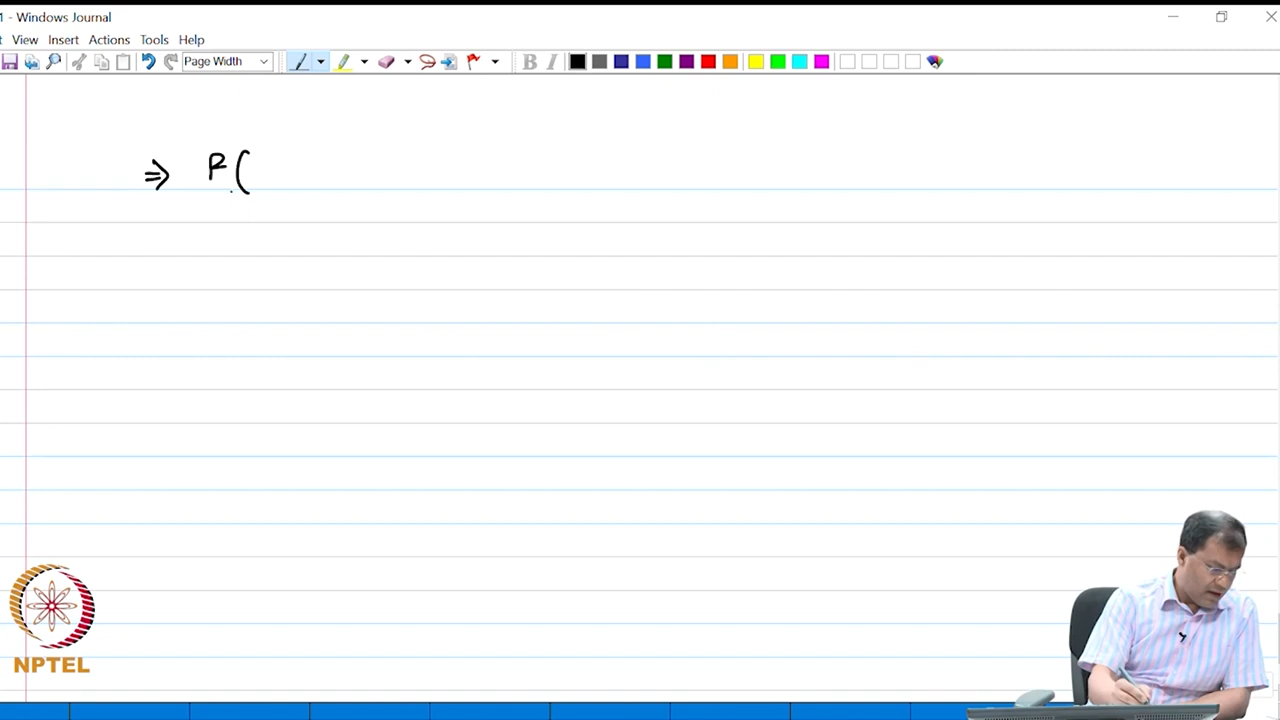 1 - Windows Journal
t View Insert Actions Tools Help
Page Width B I
⇒ R(
NPTEL